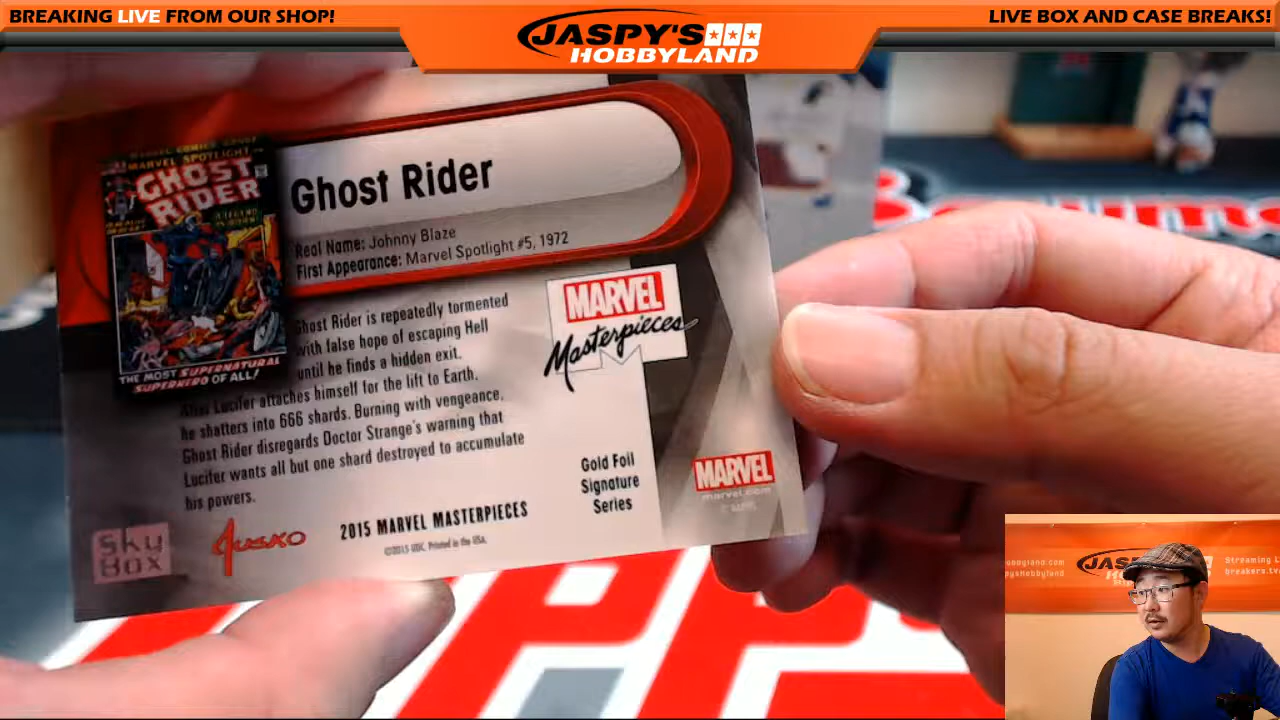 BREAKING LIVE FROM OUR SHOP!
JASPY'S
HOBBYLAND
LIVE BOX AND CASE BREAKS!
MARVEL SPOTLIGHT
GHOST
RIDER
THE MOST SUPERNATURAL
SUPERHERO OF ALL!
Ghost Rider
Real Name: Johnny Blaze
First Appearance: Marvel Spotlight #5, 1972
Ghost Rider is repeatedly tormented
with false hope of escaping Hell
until he finds a hidden exit.
After Lucifer attaches himself for the lift to Earth,
he shatters into 666 shards. Burning with vengeance,
Ghost Rider disregards Doctor Strange's warning that
Lucifer wants all but one shard destroyed to accumulate
his powers.
MARVEL
Masterpieces
Gold Foil
Signature
Series
MARVEL
marvel.com
SkyBox
JUSKO
2015 MARVEL MASTERPIECES
©2015 UDC. Printed in the USA.
Streaming
breakers.tv